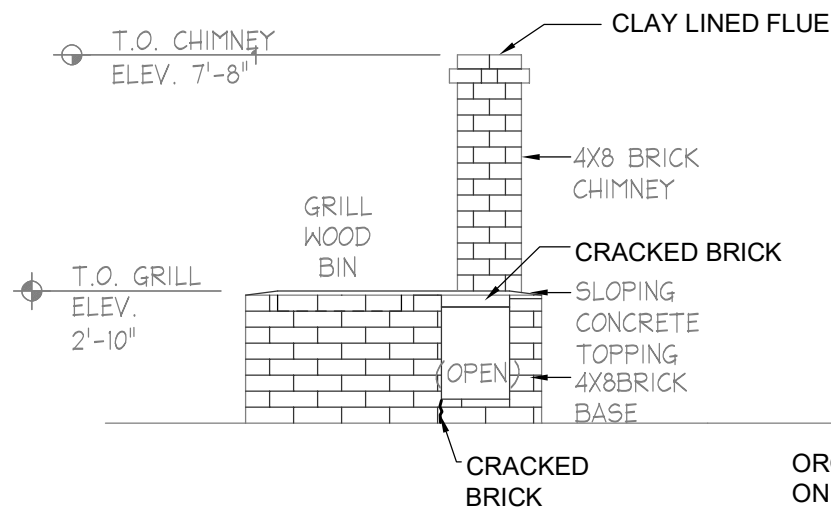 CLAY LINED FLUE
T.O. CHIMNEY
ELEV. 7'-8"
4X8 BRICK
CHIMNEY
GRILL
WOOD
BIN
CRACKED BRICK
T.O. GRILL
ELEV.
2'-10"
SLOPING
CONCRETE
TOPPING
(OPEN)
4X8BRICK
BASE
CRACKED
BRICK
ON